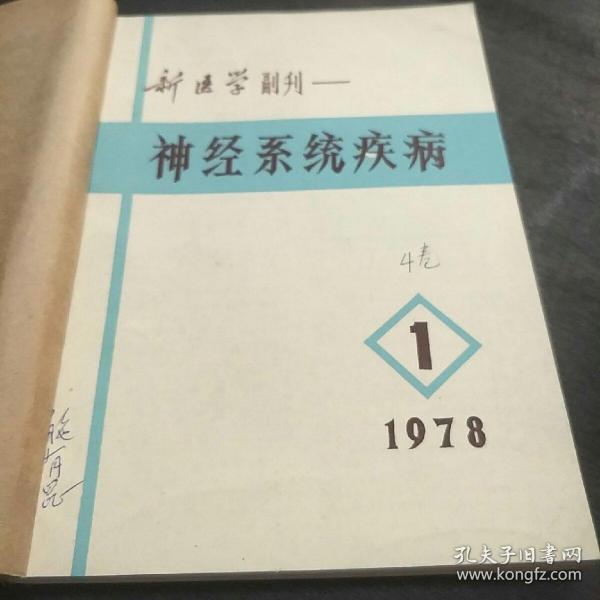 新医学副刊—
神经系统疾病
4卷
1
1978
孔夫子旧书网
www.kongfz.com